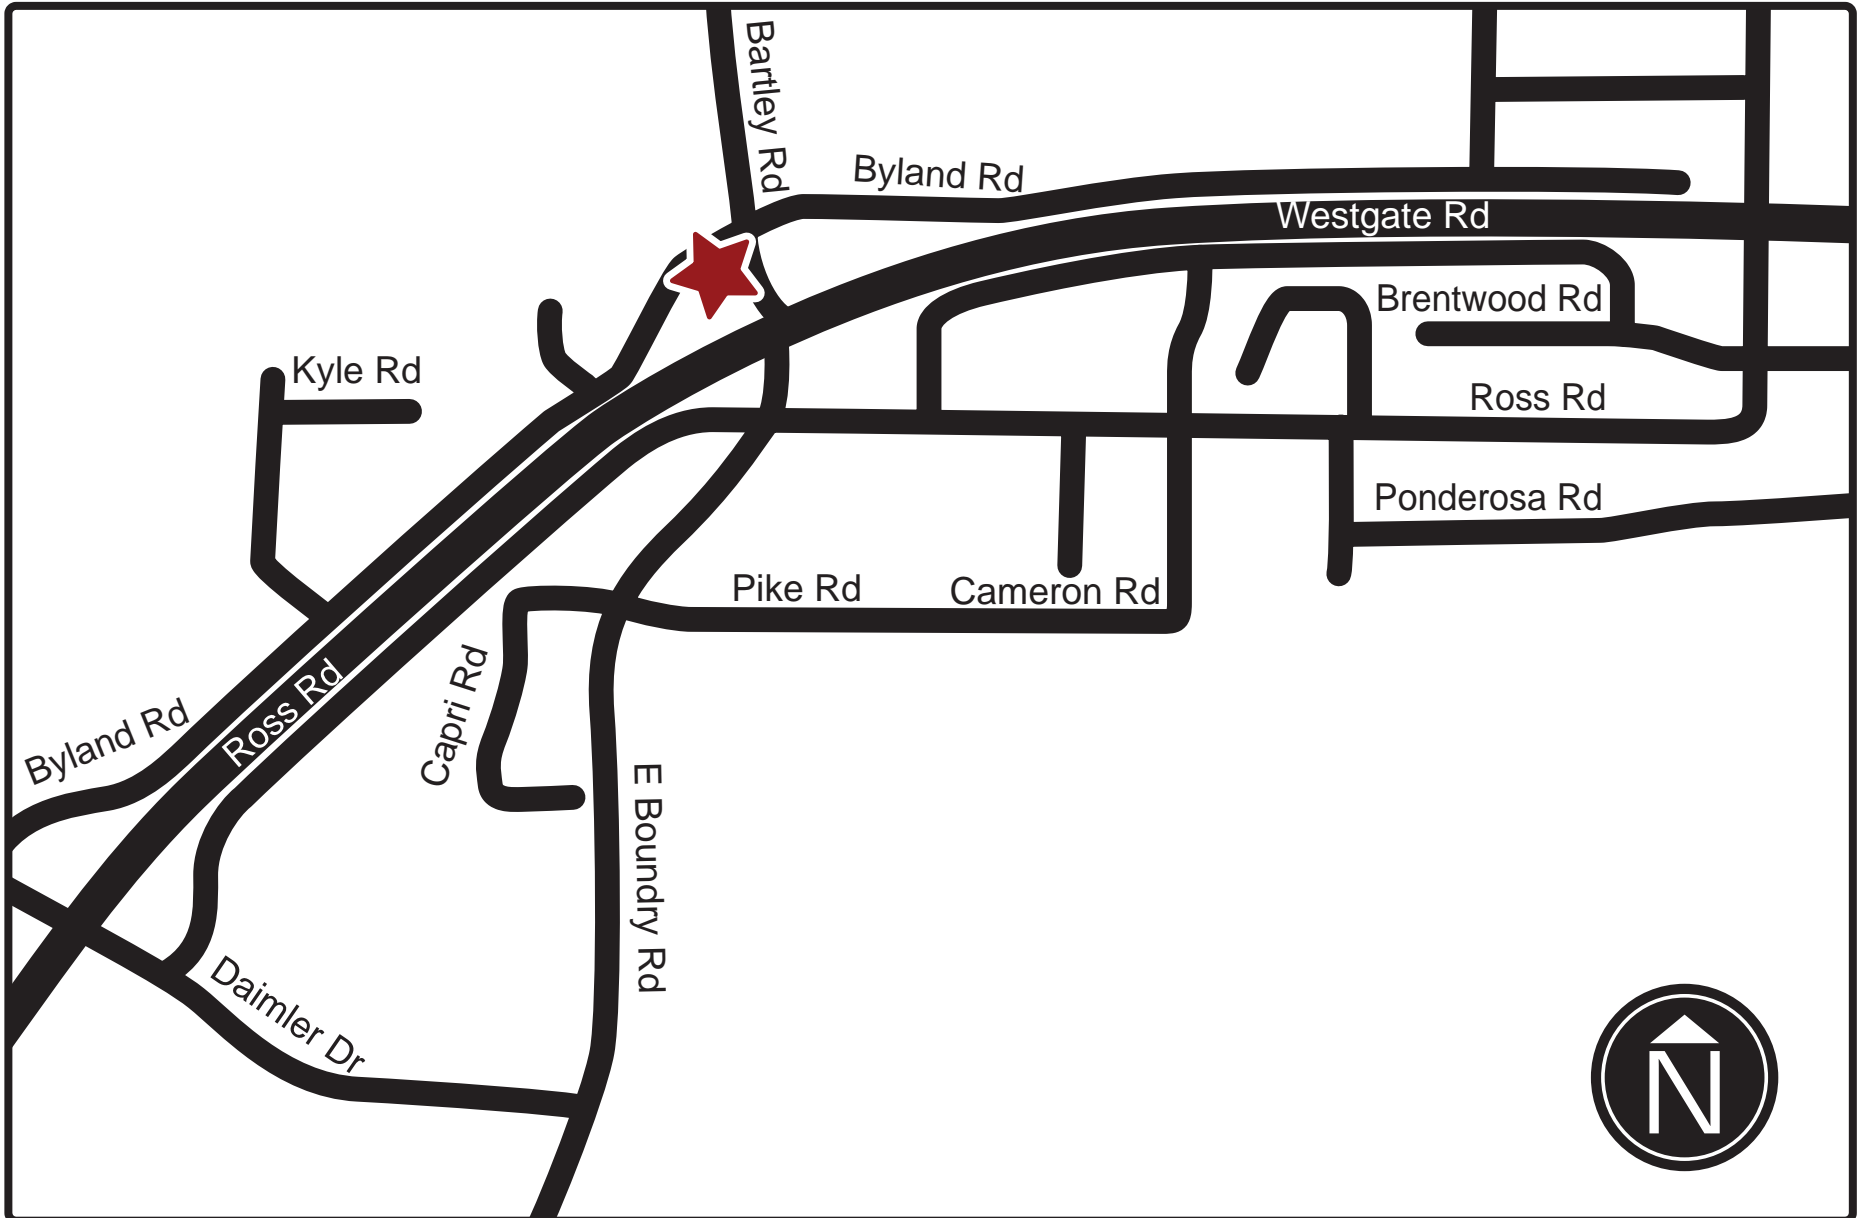 Bartley Rd
Byland Rd
Westgate Rd
Brentwood Rd
Kyle Rd
Ross Rd
Ponderosa Rd
Pike Rd
Cameron Rd
Capri Rd
Ross Rd
Byland Rd
E Boundry Rd
Daimler Dr
N